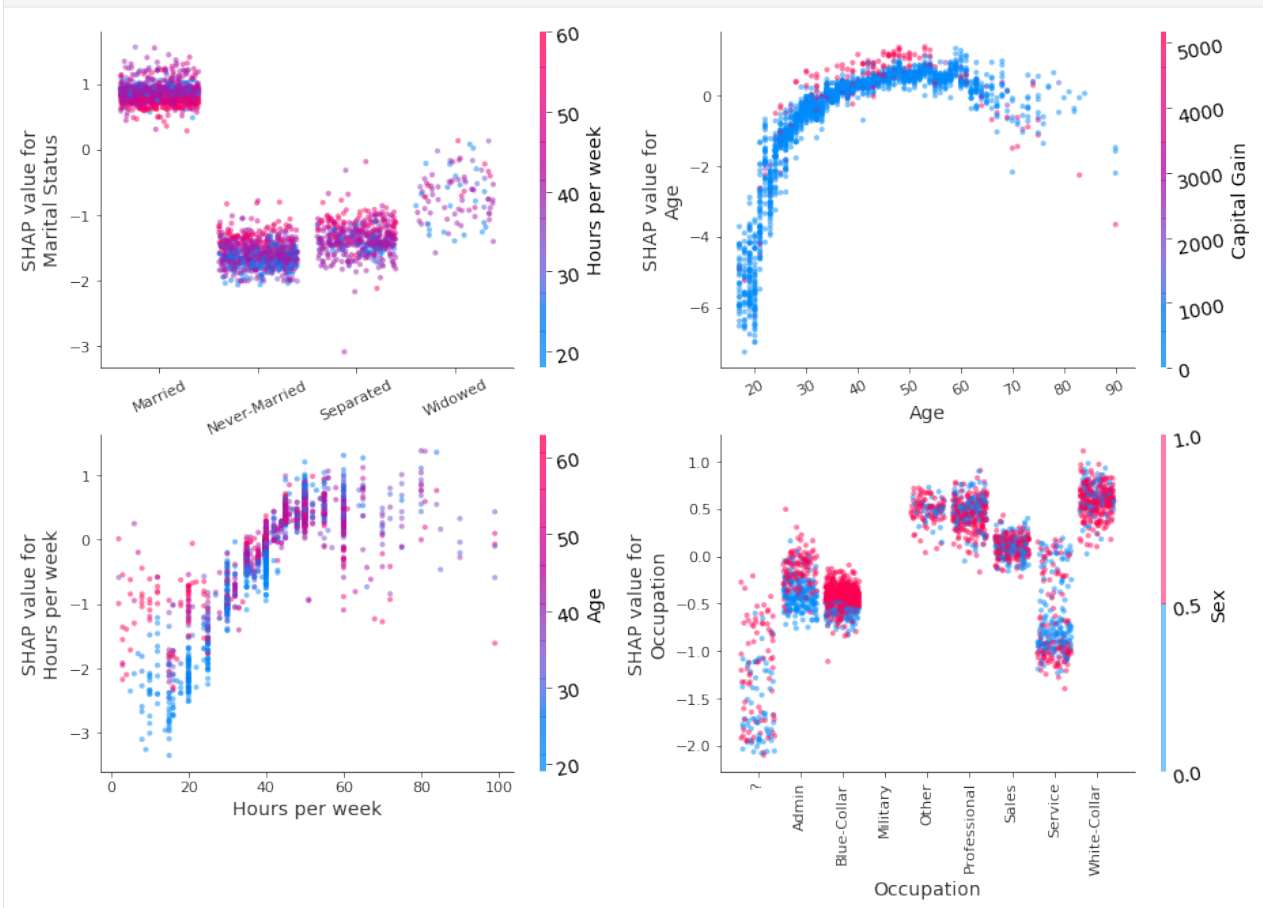 SHAP value for
Marital Status
1
0
−1
−2
−3
Married
Never-Married
Separated
Widowed
60
50
40
30
20
Hours per week
SHAP value for
Age
0
−2
−4
−6
20
30
40
50
60
70
80
90
Age
5000
4000
3000
2000
1000
0
Capital Gain
SHAP value for
Hours per week
1
0
−1
−2
−3
0
20
40
60
80
100
Hours per week
60
50
40
30
20
Age
SHAP value for
Occupation
1.0
0.5
0.0
−0.5
−1.0
−1.5
−2.0
?
Admin
Blue-Collar
Military
Other
Professional
Sales
Service
White-Collar
Occupation
1.0
0.5
0.0
Sex